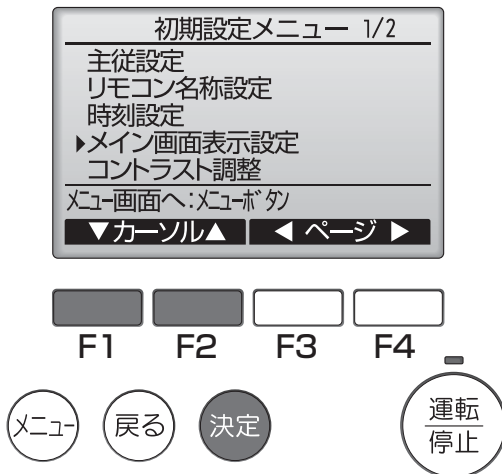 初期設定メニュー 1/2
主従設定
リモコン名称設定
時刻設定
▶メイン画面表示設定
コントラスト調整
メニュー画面へ:メニューボタン
▼カーソル▲ ◀ ページ ▶
F1 F2 F3 F4
メニュー 戻る 決定 運転
停止